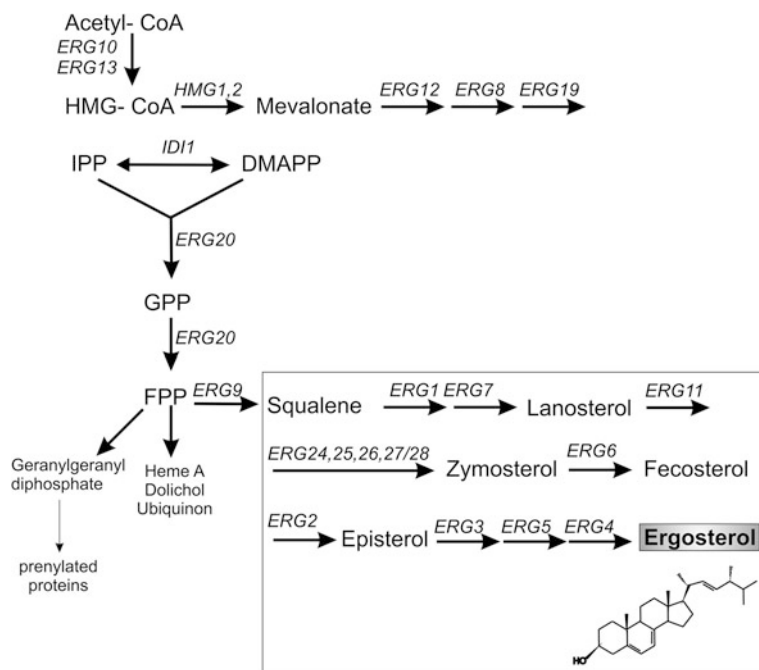 Acetyl- CoA
ERG10
ERG13
HMG- CoA HMG1,2 Mevalonate ERG12 ERG8 ERG19
IPP IDI1 DMAPP
ERG20
GPP
ERG20
FPP ERG9 Squalene ERG1 ERG7 Lanosterol ERG11
Geranylgeranyl
diphosphate
Heme A
Dolichol
Ubiquinon
prenylated
proteins
ERG24,25,26,27/28 Zymosterol ERG6 Fecosterol
ERG2 Episterol ERG3 ERG5 ERG4 Ergosterol
HO